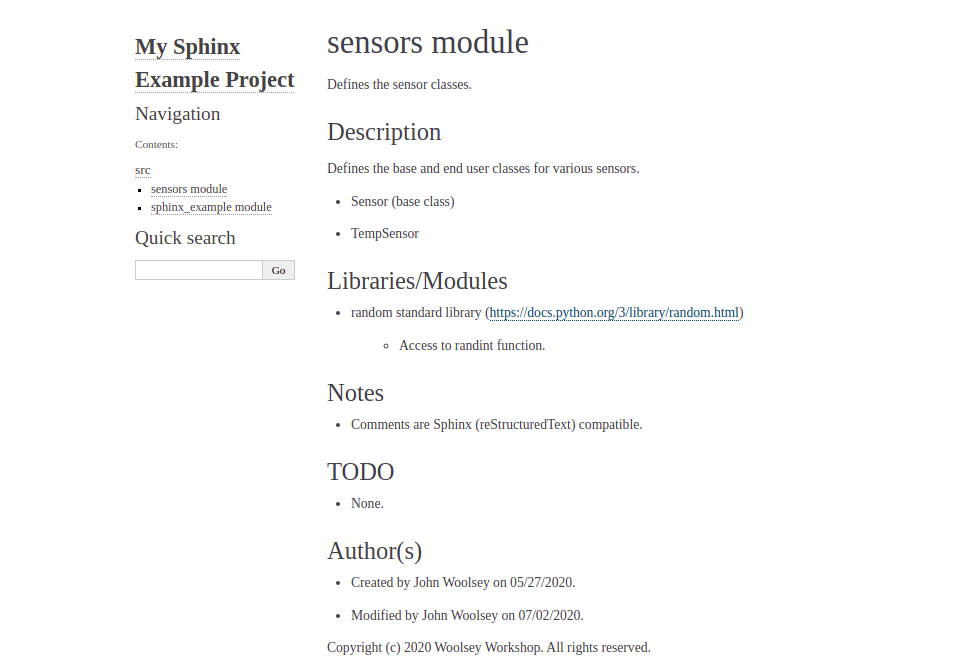 My Sphinx
Example Project
Navigation
Contents:
src
sensors module
sphinx_example module
Quick search
Go
sensors module
Defines the sensor classes.
Description
Defines the base and end user classes for various sensors.
Sensor (base class)
TempSensor
Libraries/Modules
random standard library (https://docs.python.org/3/library/random.html)
Access to randint function.
Notes
Comments are Sphinx (reStructuredText) compatible.
TODO
None.
Author(s)
Created by John Woolsey on 05/27/2020.
Modified by John Woolsey on 07/02/2020.
Copyright (c) 2020 Woolsey Workshop. All rights reserved.